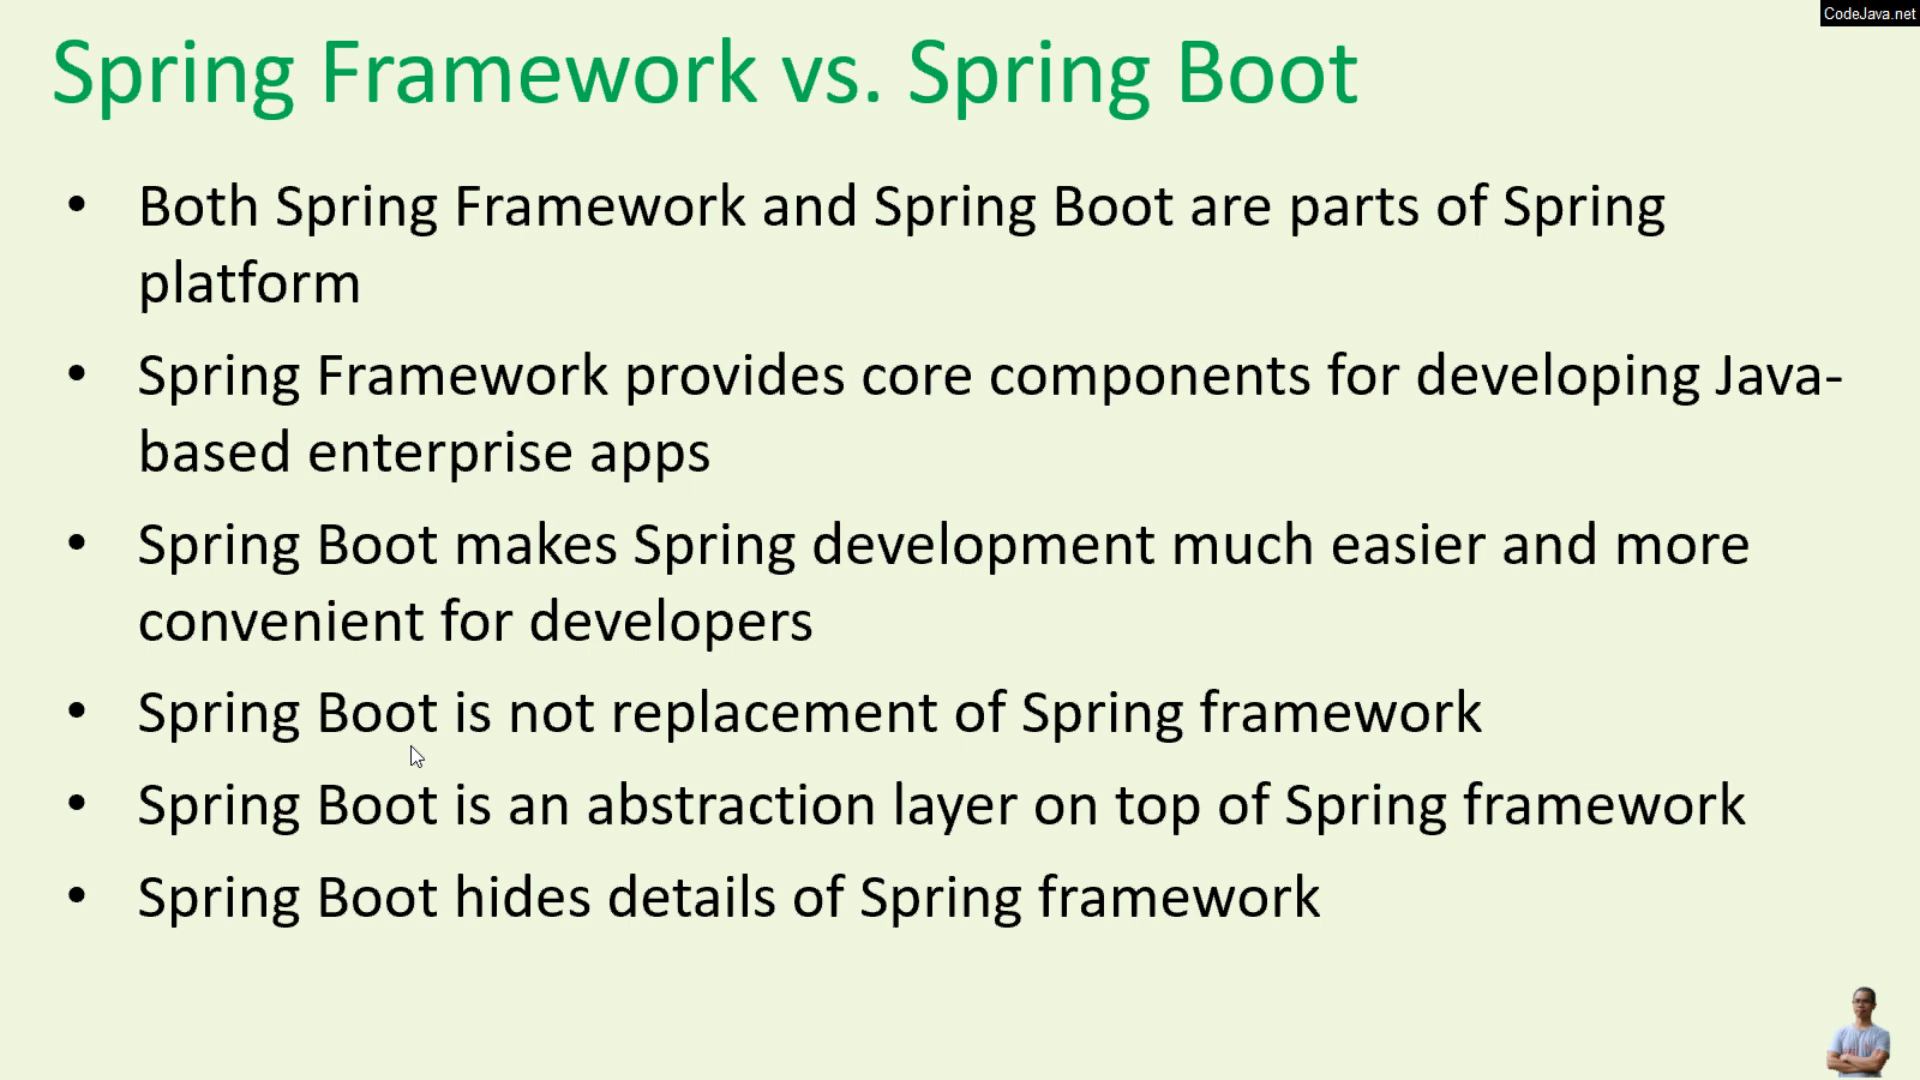 CodeJava.net
Spring Framework vs. Spring Boot
• Both Spring Framework and Spring Boot are parts of Spring
platform
• Spring Framework provides core components for developing Java-
based enterprise apps
• Spring Boot makes Spring development much easier and more
convenient for developers
• Spring Boot is not replacement of Spring framework
• Spring Boot is an abstraction layer on top of Spring framework
• Spring Boot hides details of Spring framework